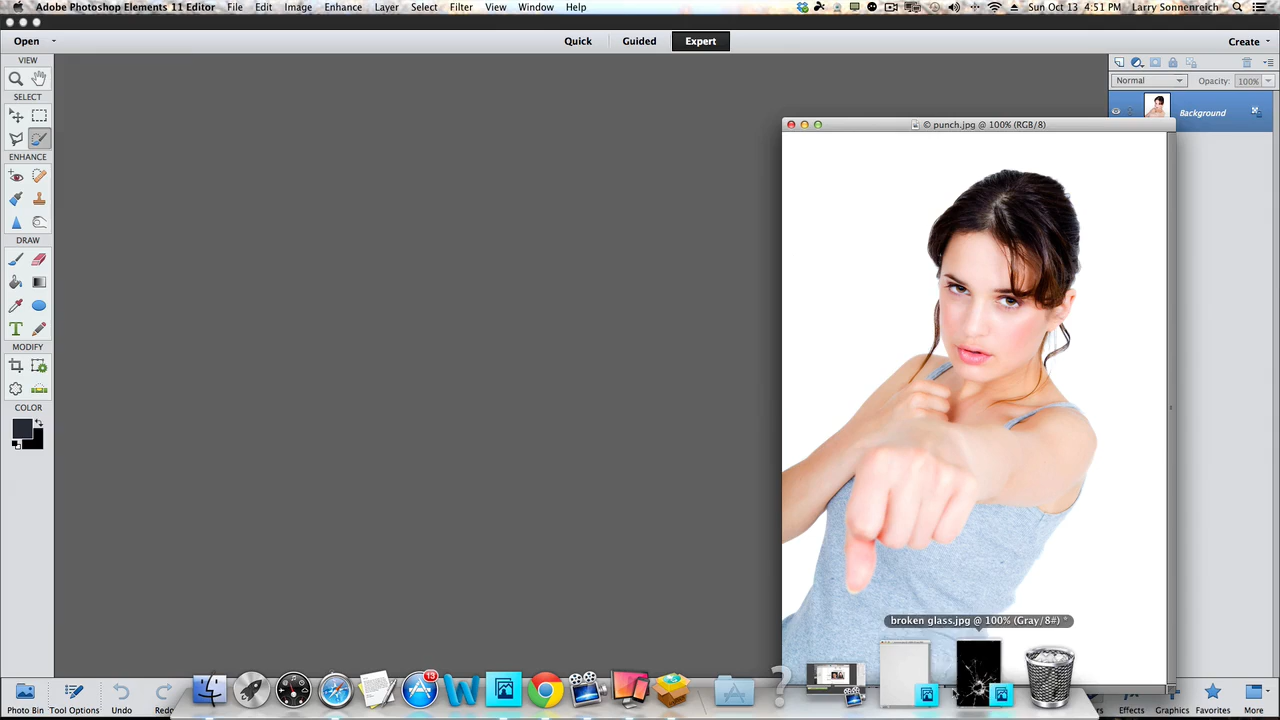 Adobe Photoshop Elements 11 Editor File Edit Image Enhance Layer Select Filter View Window Help Sun Oct 13 4:51 PM Larry Sonnenreich
Open Quick Guided Expert Create
VIEW
SELECT
ENHANCE
DRAW
MODIFY
COLOR
Normal Opacity: 100%
Background
© punch.jpg @ 100% (RGB/8)
broken glass.jpg @ 100% (Gray/8#) *
13
Photo Bin Tool Options Undo Redo Effects Graphics Favorites More